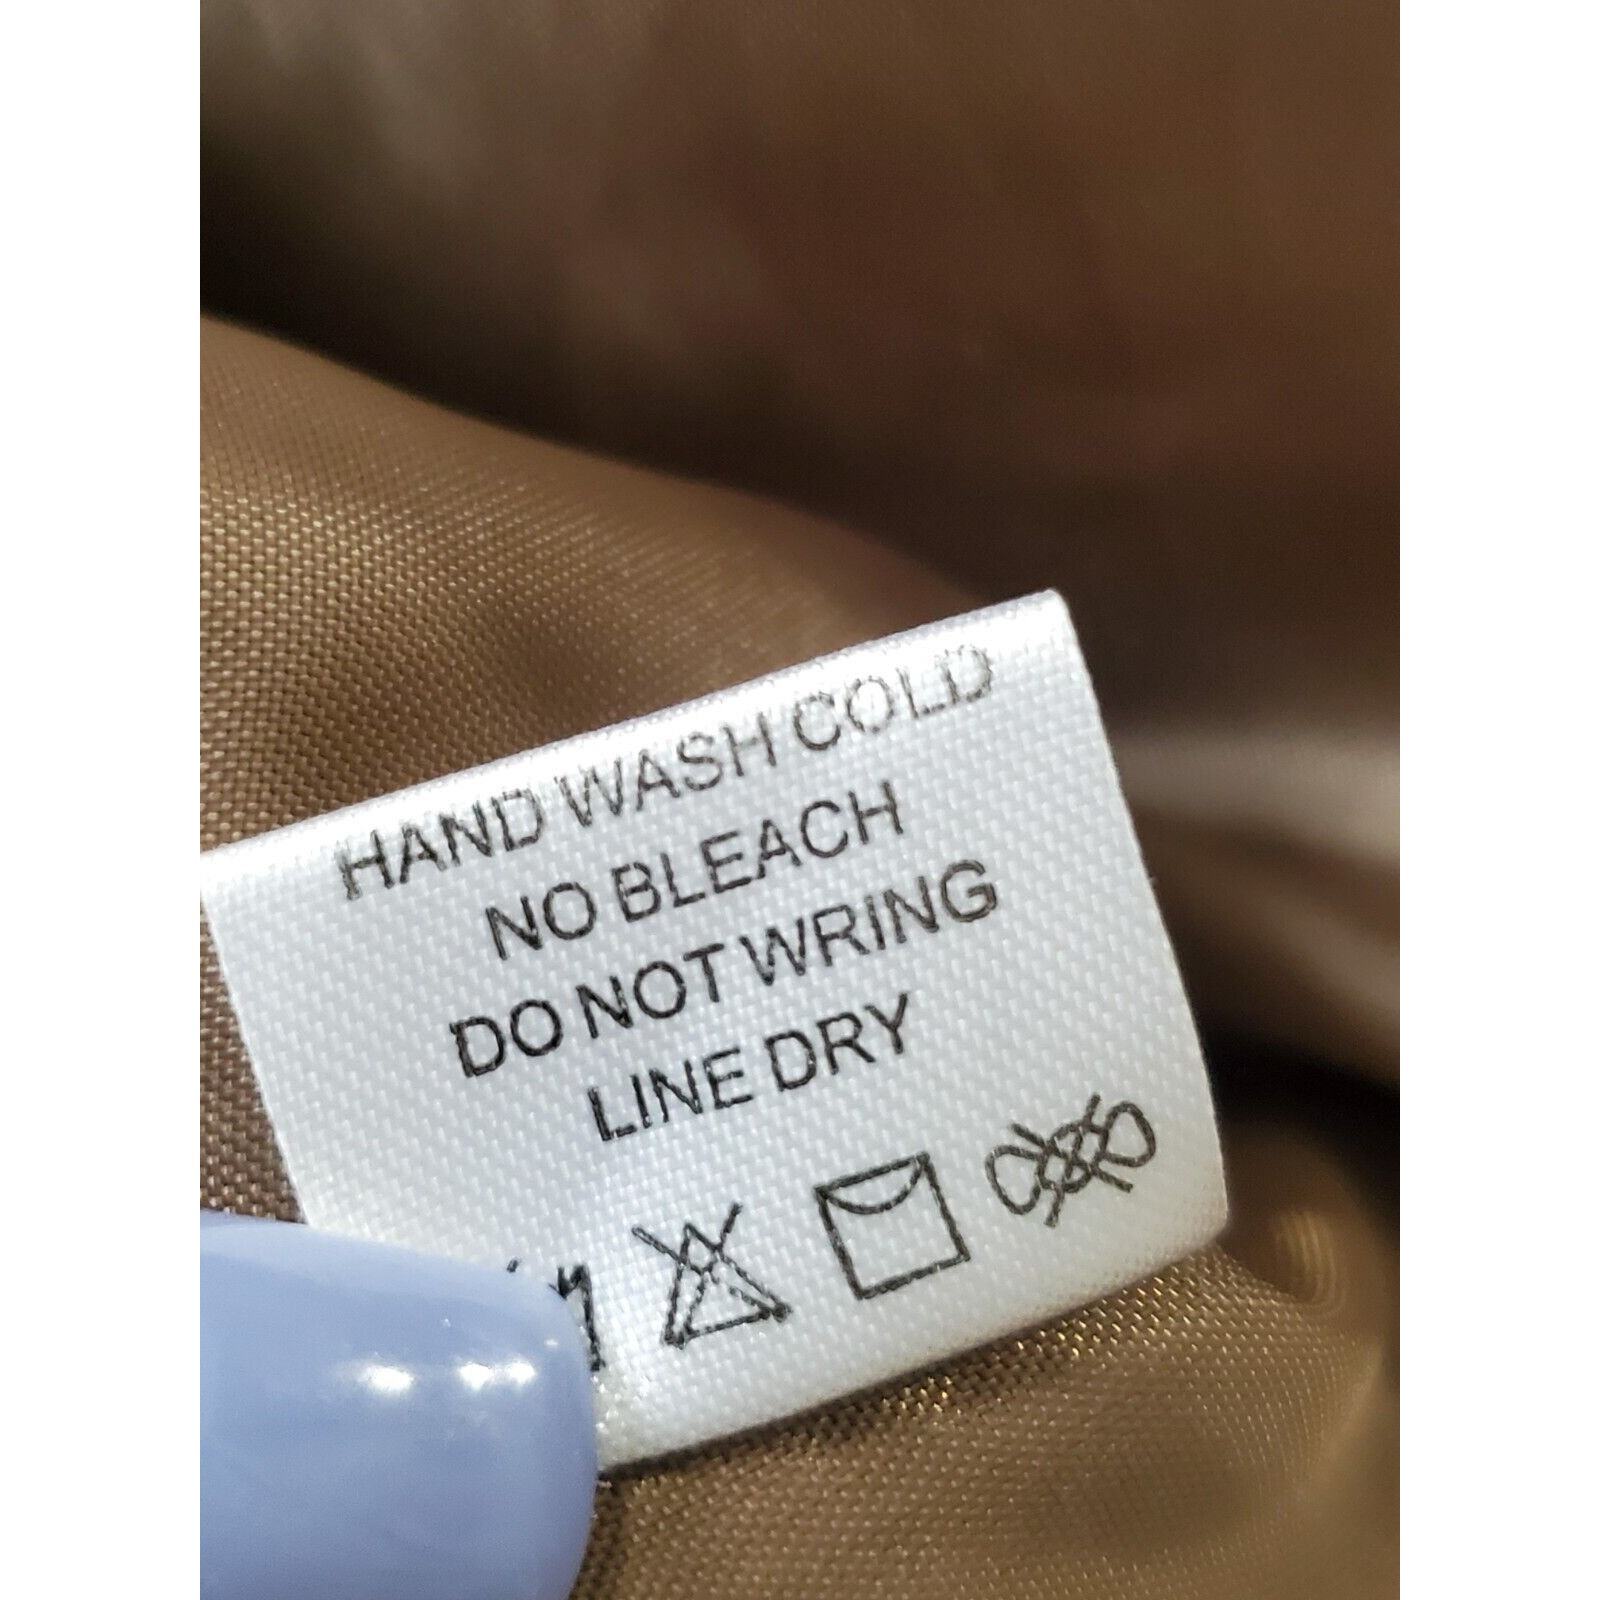 HAND WASH COLD
NO BLEACH
DO NOT WRING
LINE DRY